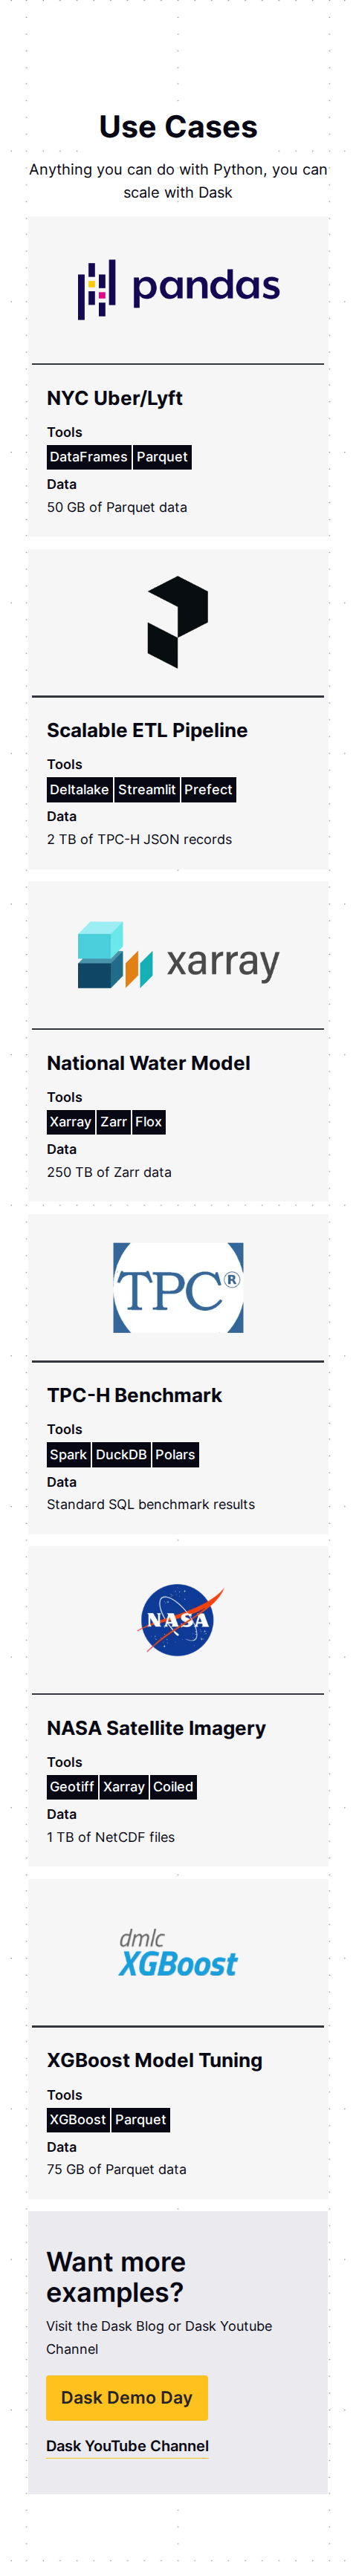 Use Cases
Anything you can do with Python, you can
scale with Dask
pandas
NYC Uber/Lyft
Tools
DataFrames Parquet
Data
50 GB of Parquet data
Scalable ETL Pipeline
Tools
Deltalake Streamlit Prefect
Data
2 TB of TPC-H JSON records
xarray
National Water Model
Tools
Xarray Zarr Flox
Data
250 TB of Zarr data
TPC®
TPC-H Benchmark
Tools
Spark DuckDB Polars
Data
Standard SQL benchmark results
NASA
NASA Satellite Imagery
Tools
Geotiff Xarray Coiled
Data
1 TB of NetCDF files
dmlc
XGBoost
XGBoost Model Tuning
Tools
XGBoost Parquet
Data
75 GB of Parquet data
Want more
examples?
Visit the Dask Blog or Dask Youtube
Channel
Dask Demo Day
Dask YouTube Channel